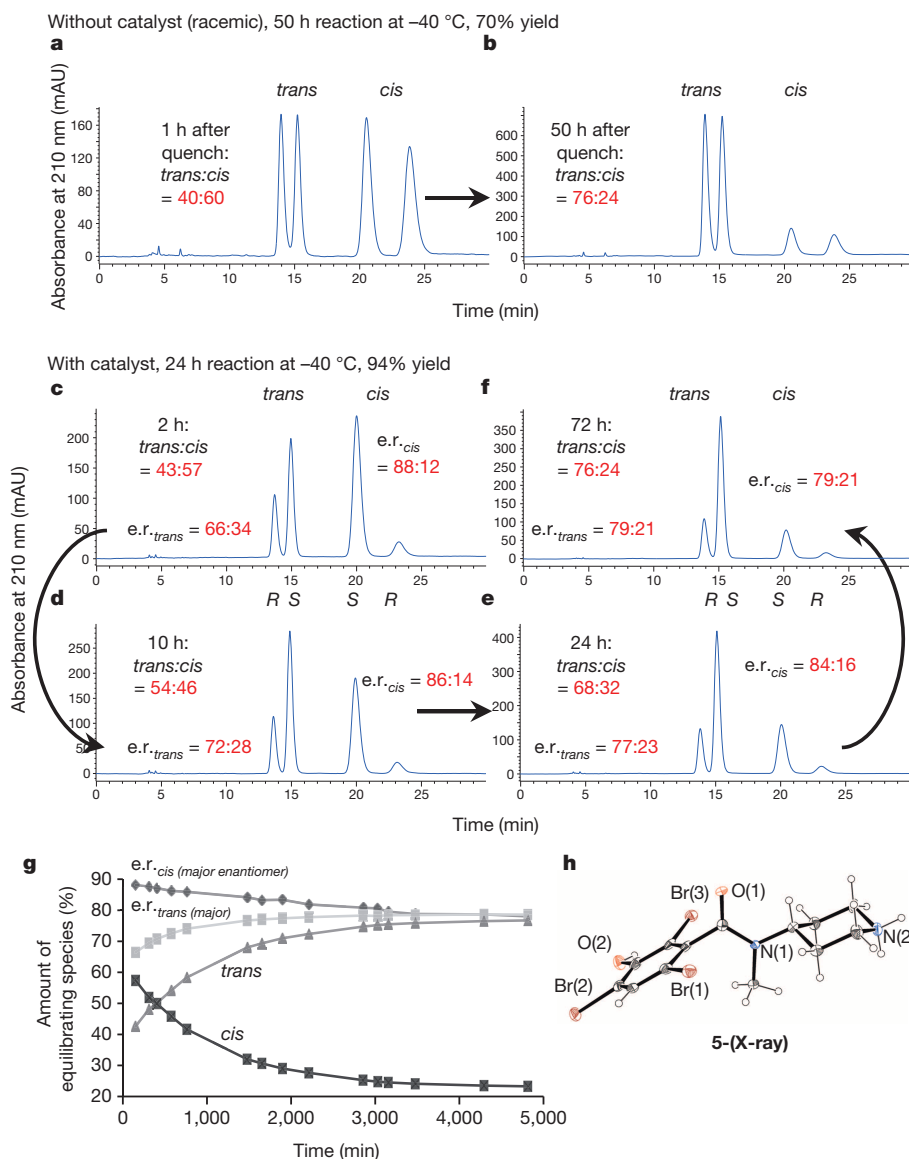 Without catalyst (racemic), 50 h reaction at –40 °C, 70% yield
a
b
trans
cis
trans
cis
Absorbance at 210 nm (mAU)
160
120
80
40
0
1 h after
quench:
trans:cis
= 40:60
600
500
400
300
200
100
0
50 h after
quench:
trans:cis
= 76:24
0 5 10 15 20 25
0 5 10 15 20 25
Time (min)
With catalyst, 24 h reaction at –40 °C, 94% yield
c
trans
cis
f
trans
cis
Absorbance at 210 nm (mAU)
200
150
100
50
0
2 h:
trans:cis
= 43:57
e.r.cis
= 88:12
e.r.trans = 66:34
350
300
250
200
150
100
50
0
72 h:
trans:cis
= 76:24
e.r.cis = 79:21
e.r.trans = 79:21
0 5 10 15 20 25
0 5 10 15 20 25
d
R S S R
e
R S S R
250
200
150
100
50
0
10 h:
trans:cis
= 54:46
e.r.cis = 86:14
e.r.trans = 72:28
400
300
200
100
0
24 h:
trans:cis
= 68:32
e.r.cis = 84:16
e.r.trans = 77:23
0 5 10 15 20 25
0 5 10 15 20 25
Time (min)
Time (min)
g
Amount of
equilibrating species (%)
90
80
70
60
50
40
30
20
e.r.cis (major enantiomer)
e.r.trans (major)
trans
cis
0 1,000 2,000 3,000 4,000 5,000
Time (min)
h
Br(3)
O(1)
O(2)
N(2)
N(1)
Br(2)
Br(1)
5-(X-ray)